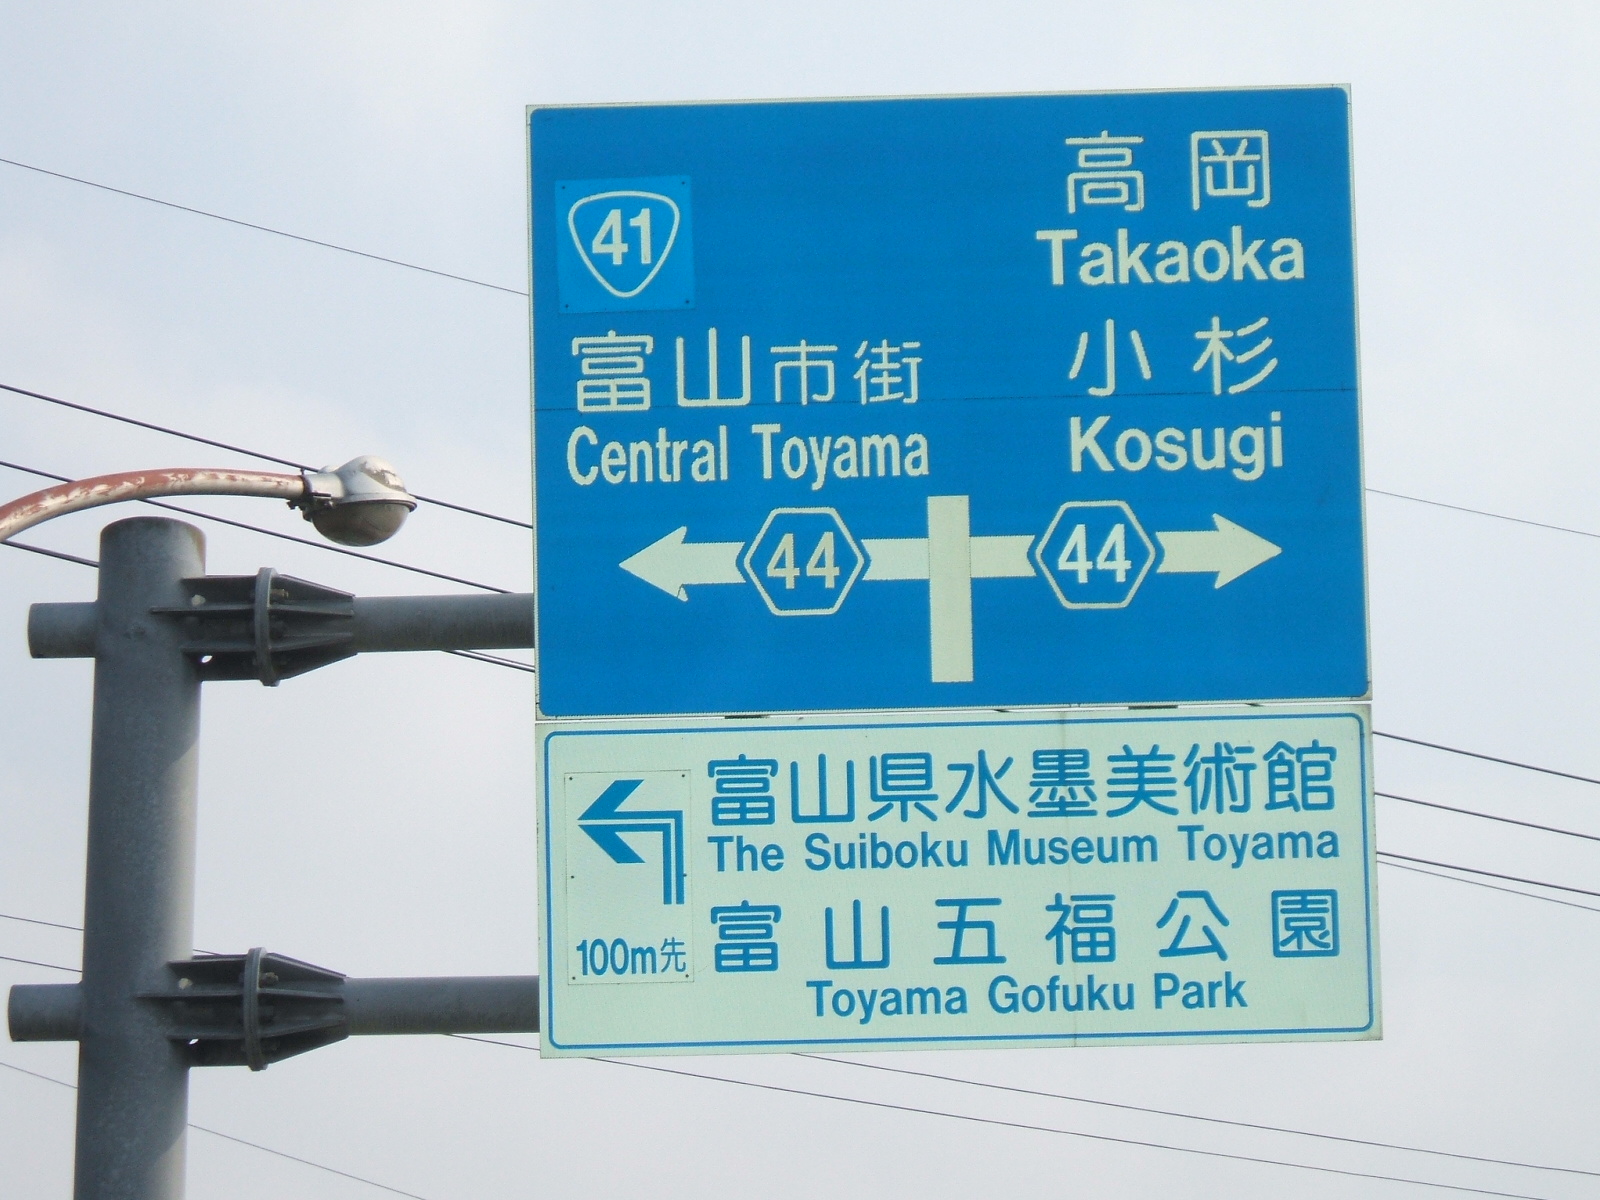 高岡
Takaoka
41
富山市街
Central Toyama
小杉
Kosugi
44
44
富山県水墨美術館
The Suiboku Museum Toyama
富山五福公園
Toyama Gofuku Park
100m先